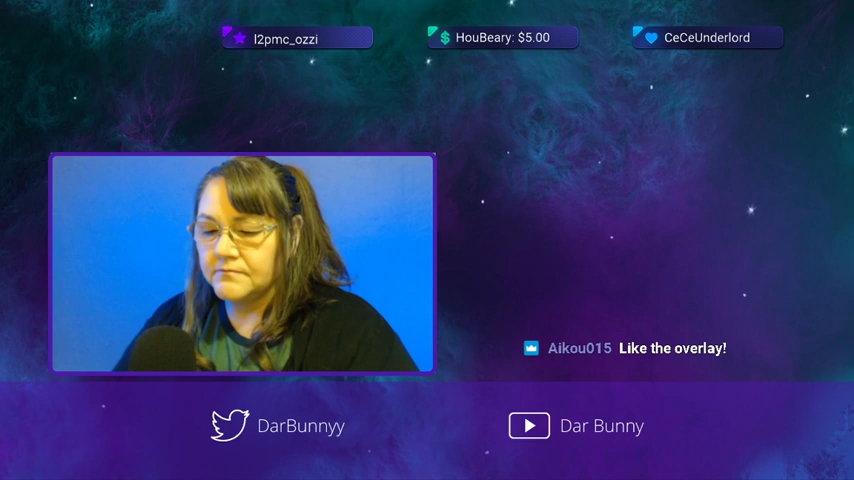 l2pmc_ozzi
HouBeary: $5.00
CeCeUnderlord
Aikou015 Like the overlay!
DarBunnyy
Dar Bunny